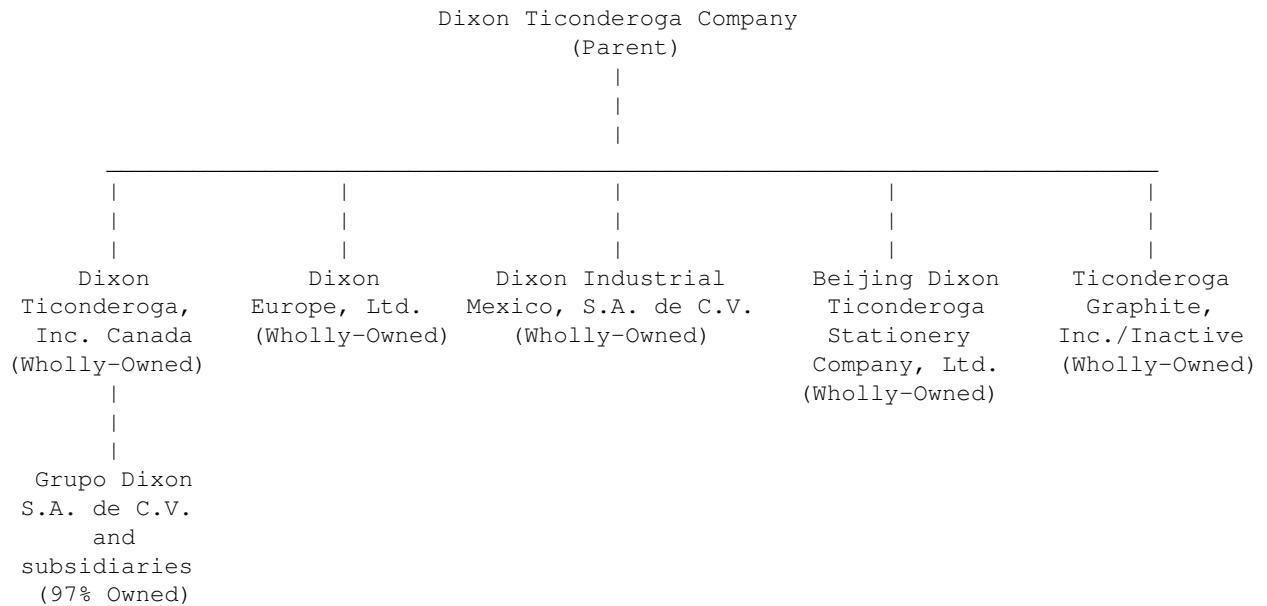 Dixon Ticonderoga Company
(Parent)
Dixon Ticonderoga, Inc. Canada (Wholly-Owned)
Dixon Europe, Ltd. (Wholly-Owned)
Dixon Industrial Mexico, S.A. de C.V. (Wholly-Owned)
Beijing Dixon Ticonderoga Stationery Company, Ltd. (Wholly-Owned)
Ticonderoga Graphite, Inc./Inactive (Wholly-Owned)
Grupo Dixon
S.A. de C.V.
and
subsidiaries
(97% Owned)